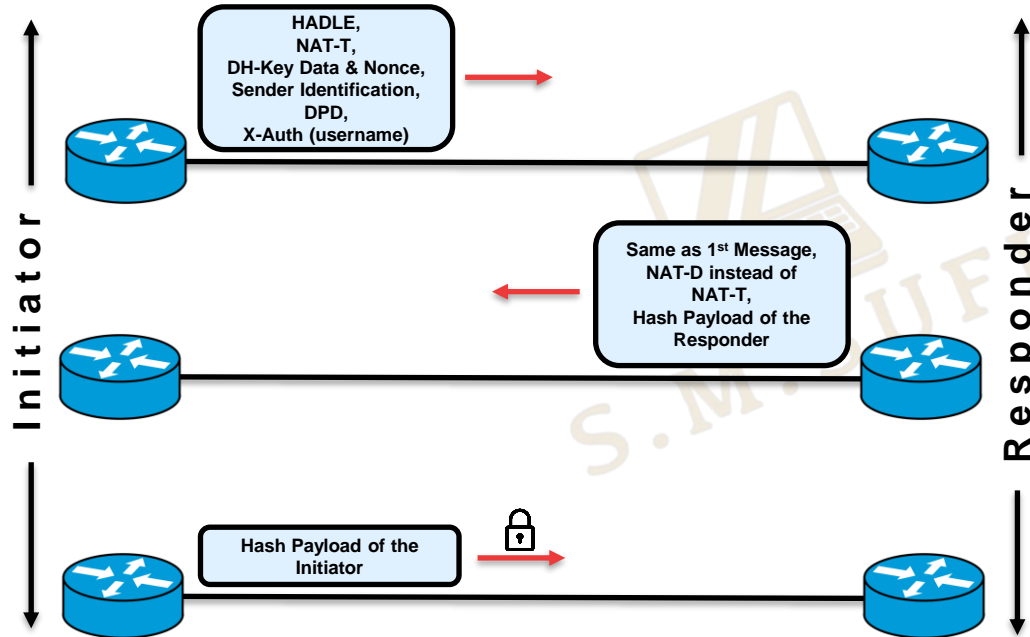 HADLE,
NAT-T,
DH-Key Data & Nonce,
Sender Identification,
DPD,
X-Auth (username)
Initiator
Responder
Same as 1st Message,
NAT-D instead of
NAT-T,
Hash Payload of the
Responder
Hash Payload of the
Initiator